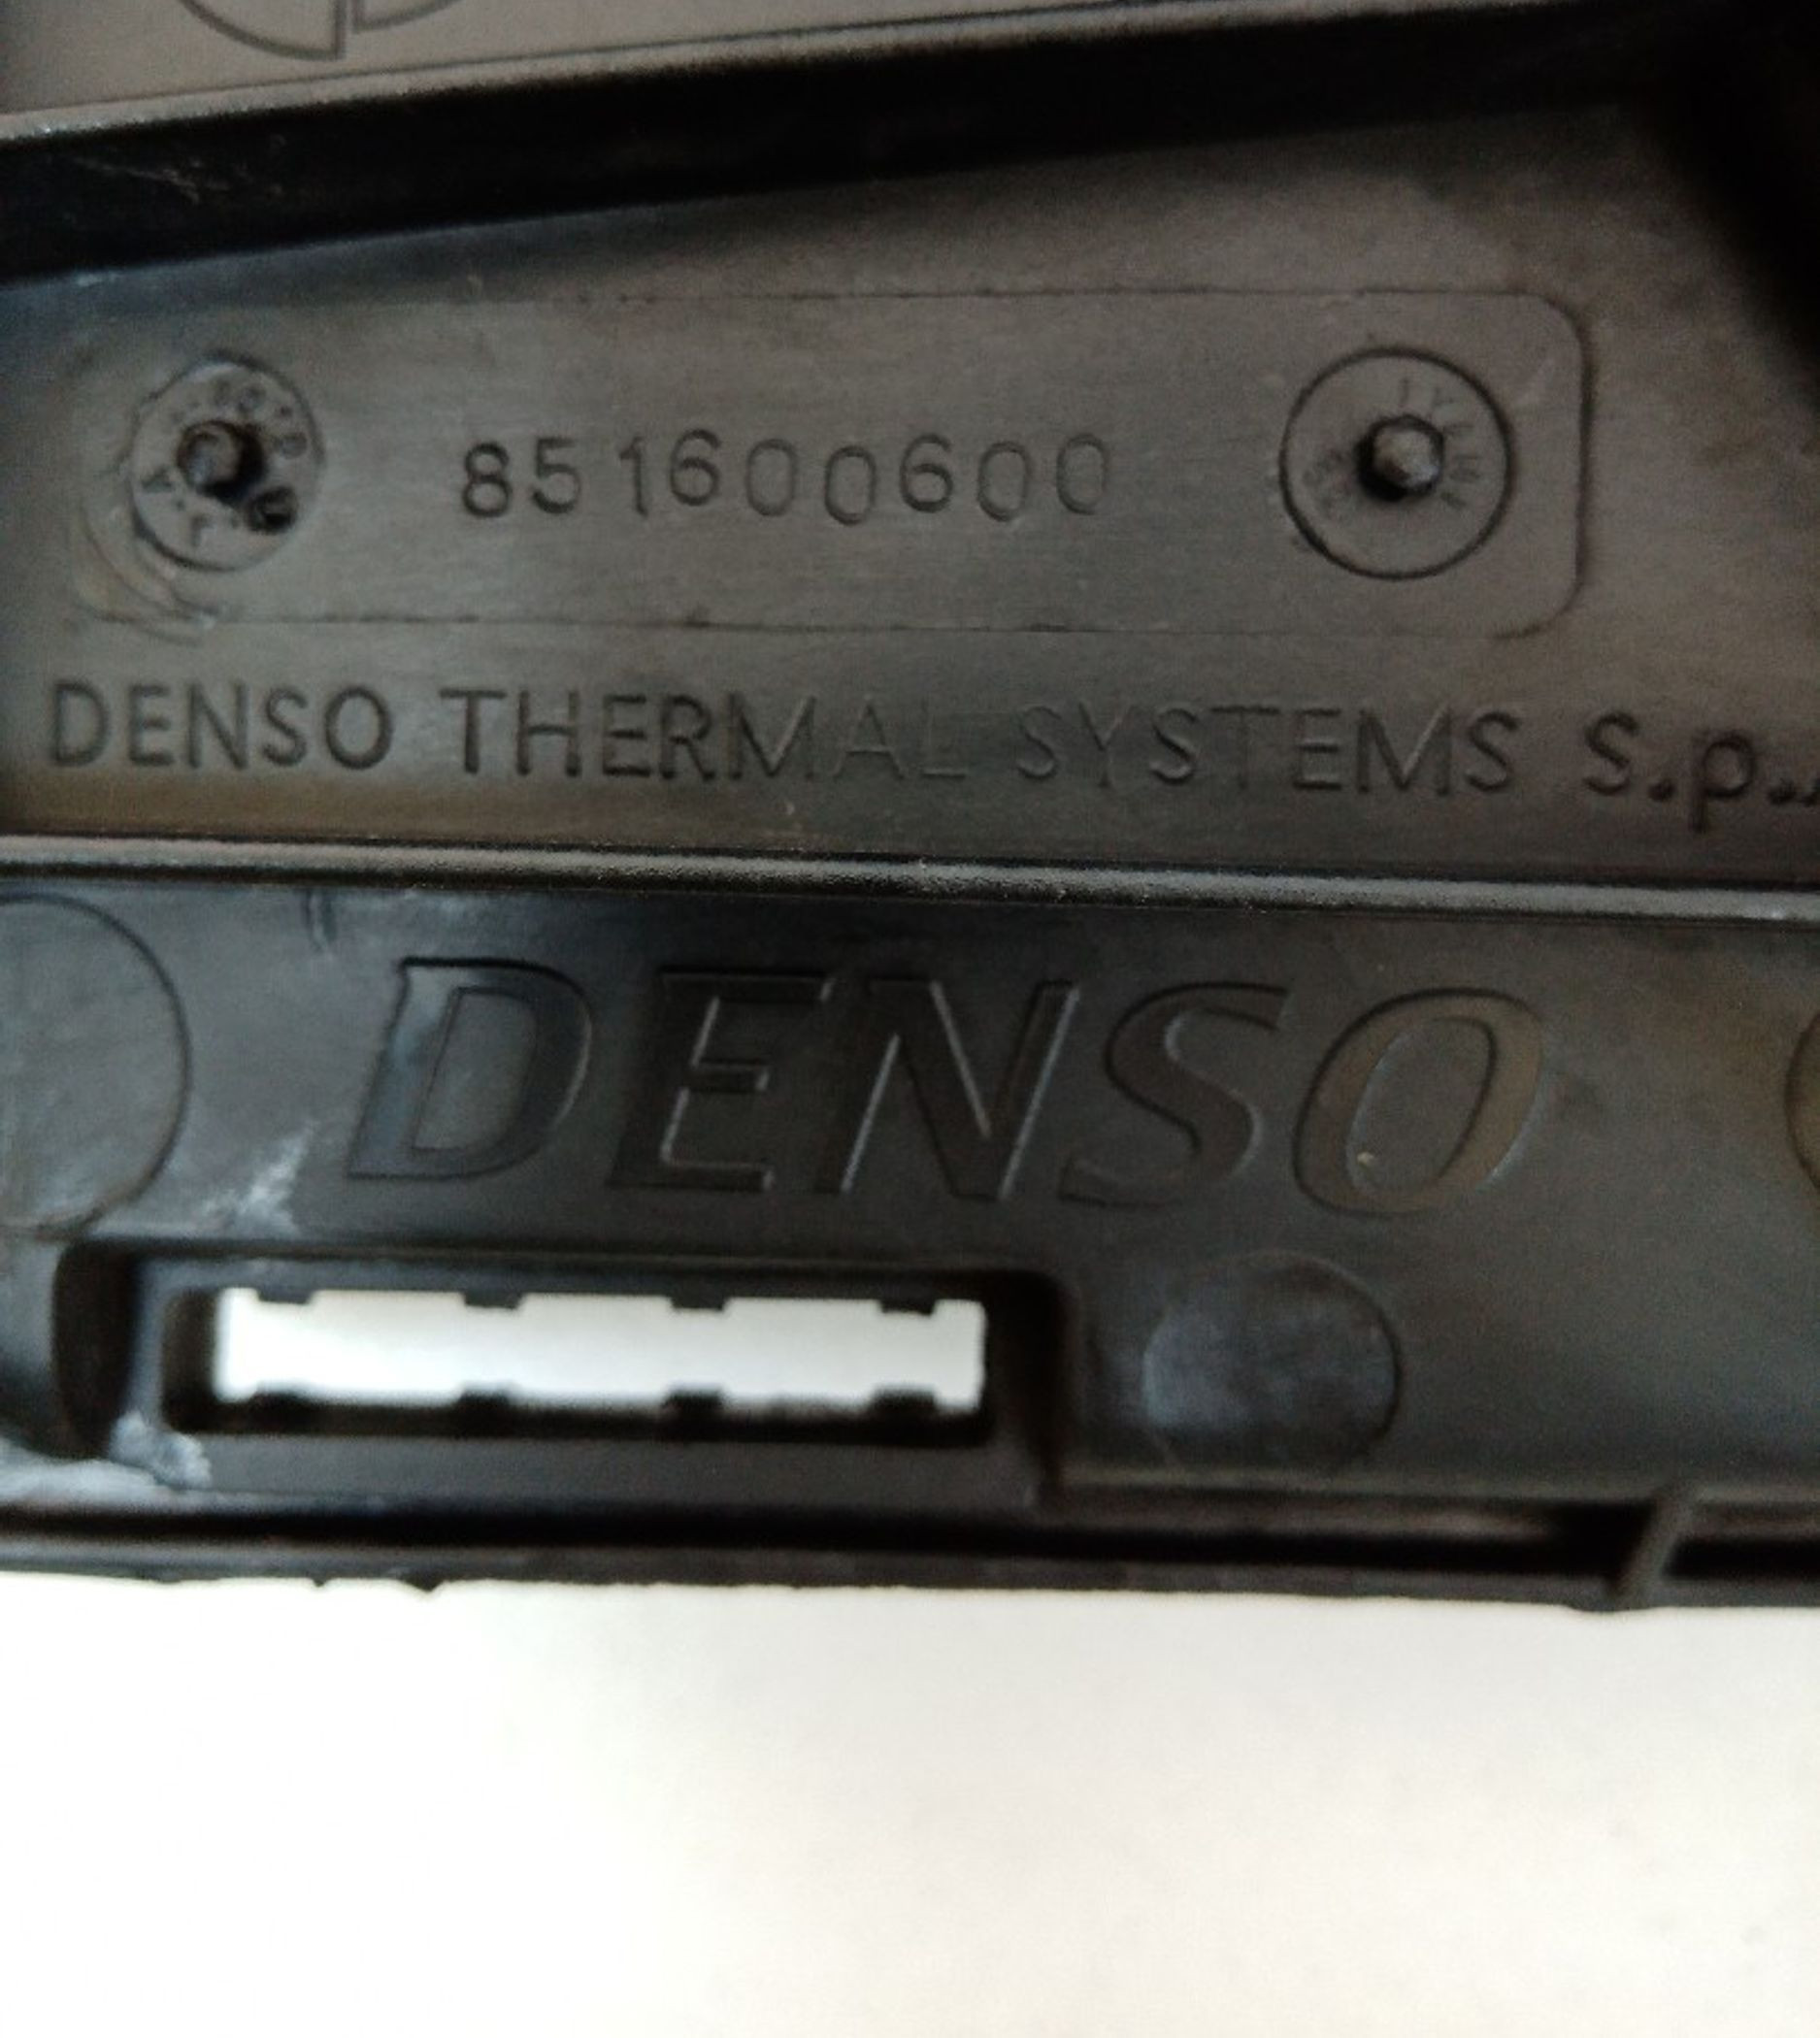 851600600
DENSO THERMAL SYSTEMS S.p.
DENSO